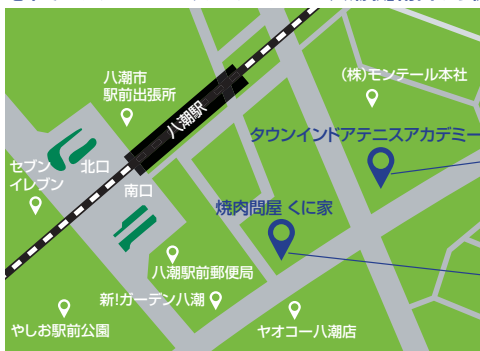 (株)モンテール本社
八潮市
駅前出張所
八潮駅
タウンインドアテニスアカデミー
セブン
イレブン
北口
南口
焼肉問屋 くに家
八潮駅前郵便局
新!ガーデン八潮
やしお駅前公園
ヤオコー八潮店